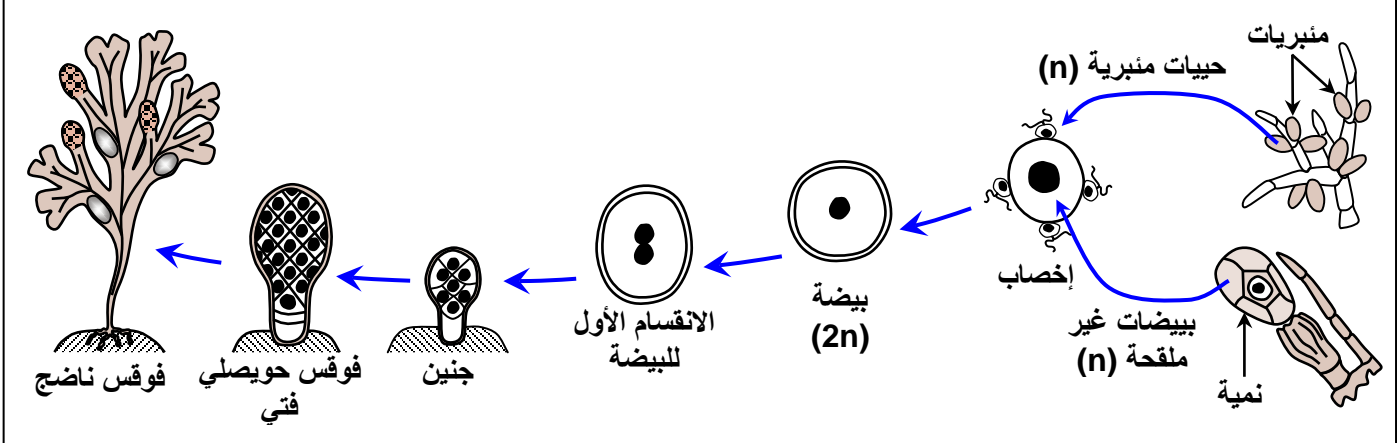 مئبريات
حييات مئبرية (n)
إخصاب
بييضات غير
ملقحة (n)
نمية
بيضة
(2n)
الانقسام الأول
للبيضة
جنين
فوقس حويصلي
فتي
فوقس ناضج